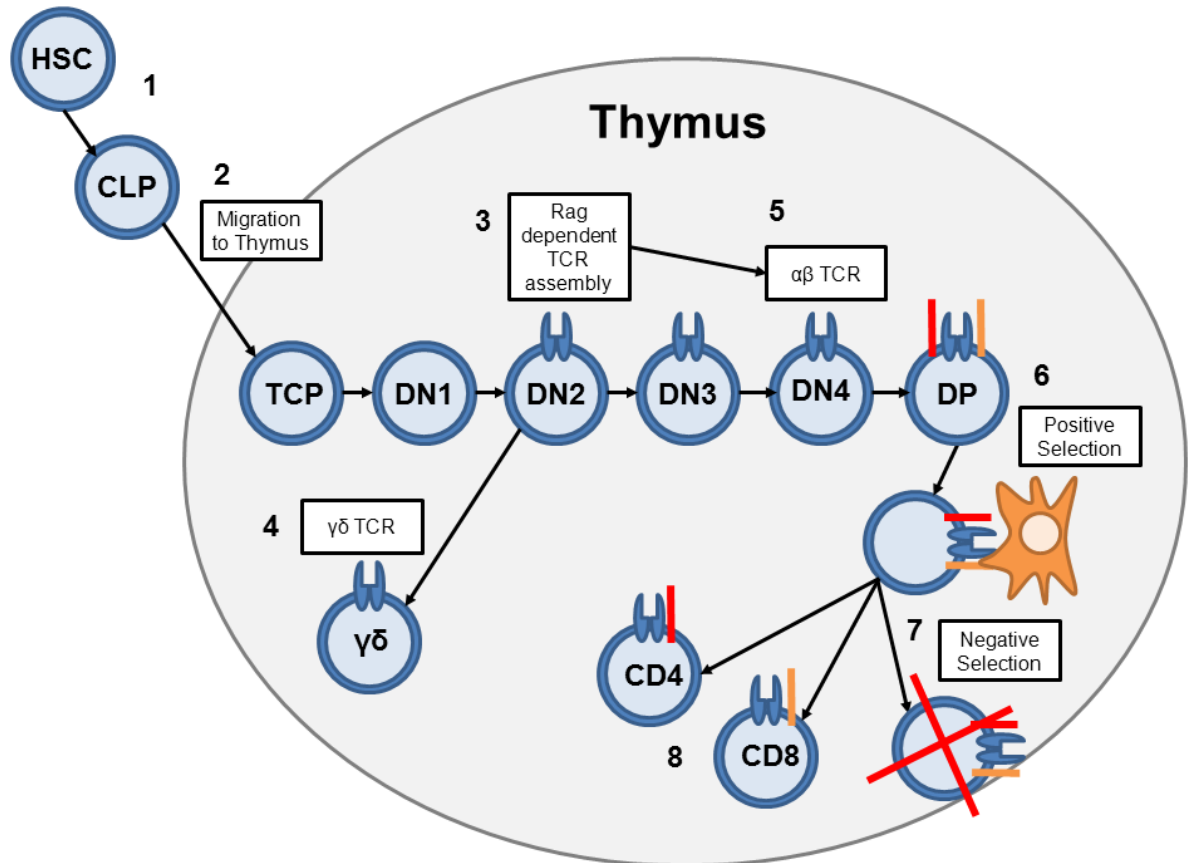 HSC
1
Thymus
CLP
2
Migration
to Thymus
3
Rag
dependent
TCR
assembly
5
αβ TCR
TCP
DN1
DN2
DN3
DN4
DP
6
Positive
Selection
4
γδ TCR
γδ
7
Negative
Selection
CD4
8
CD8